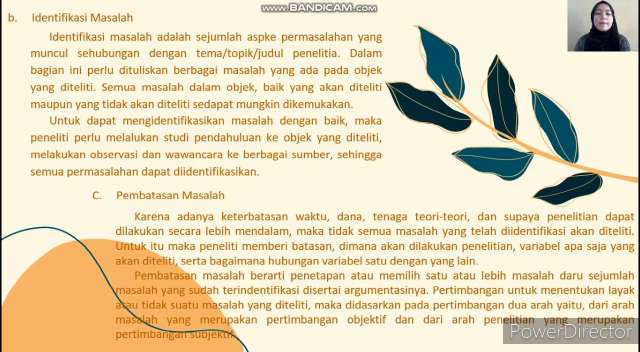 www.BANDICAM.com
b. Identifikasi Masalah
Identifikasi masalah adalah sejumlah aspke permasalahan yang
muncul sehubungan dengan tema/topik/judul penelitia. Dalam
bagian ini perlu dituliskan berbagai masalah yang ada pada objek
yang diteliti. Semua masalah dalam objek, baik yang akan diteliti
maupun yang tidak akan diteliti sedapat mungkin dikemukakan.
Untuk dapat mengidentifikasikan masalah dengan baik, maka
peneliti perlu melalukan studi pendahuluan ke objek yang diteliti,
melakukan observasi dan wawancara ke berbagai sumber, sehingga
semua permasalahan dapat diidentifikasikan.
C. Pembatasan Masalah
Karena adanya keterbatasan waktu, dana, tenaga teori-teori, dan supaya penelitian dapat
dilakukan secara lebih mendalam, maka tidak semua masalah yang telah diidentifikasi akan diteliti.
Untuk itu maka peneliti memberi batasan, dimana akan dilakukan penelitian, variabel apa saja yang
akan diteliti, serta bagaimana hubungan variabel satu dengan yang lain.
Pembatasan masalah berarti penetapan atau memilih satu atau lebih masalah daru sejumlah
masalah yang sudah terindentifikasi disertai argumentasinya. Pertimbangan untuk menentukan layak
atau tidak suatu masalah yang diteliti, maka didasarkan pada pertimbangan dua arah yaitu, dari arah
masalah yang merupakan pertimbangan objektif dan dari arah penelitian yang merupakan
pertimbangan subjektif.
PowerDirector